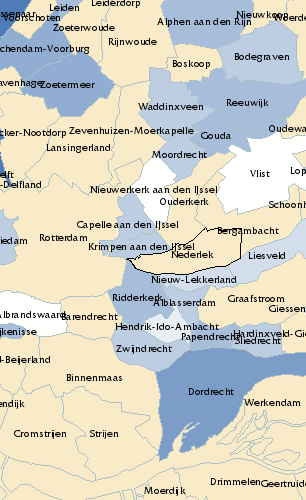 Leiden
Leiderdorp
Nieuwkoop
Voorschoten
Zoeterwoude
Alphen aan den Rijn
Rijnwoude
chendam-Voorburg
Boskoop
Bodegraven
Zoetermeer
Waddinxveen
Reeuwijk
cker-Nootdorp
Zevenhuizen-Moerkapelle
Gouda
Oudewa
Lansingerland
Moordrecht
Vlist
Lop
elft
-Delfland
Nieuwerkerk aan den IJssel
Ouderkerk
Schoonh
Capelle aan den IJssel
Bergambacht
iedam
Rotterdam
Krimpen aan den IJssel
Nederlek
Liesveld
Nieuw-Lekkerland
Ridderkerk
Alblasserdam
Graafstroom
Albrandswaard
Barendrecht
Giessen
jkenisse
Hendrik-Ido-Ambacht
Papendrecht
Hardinxveld-Gi
Sliedrecht
Zwijndrecht
d-Beijerland
Binnenmaas
Dordrecht
Werkendam
endijk
Cromstrijen
Strijen
Drimmelen
Geertruide
Moerdijk